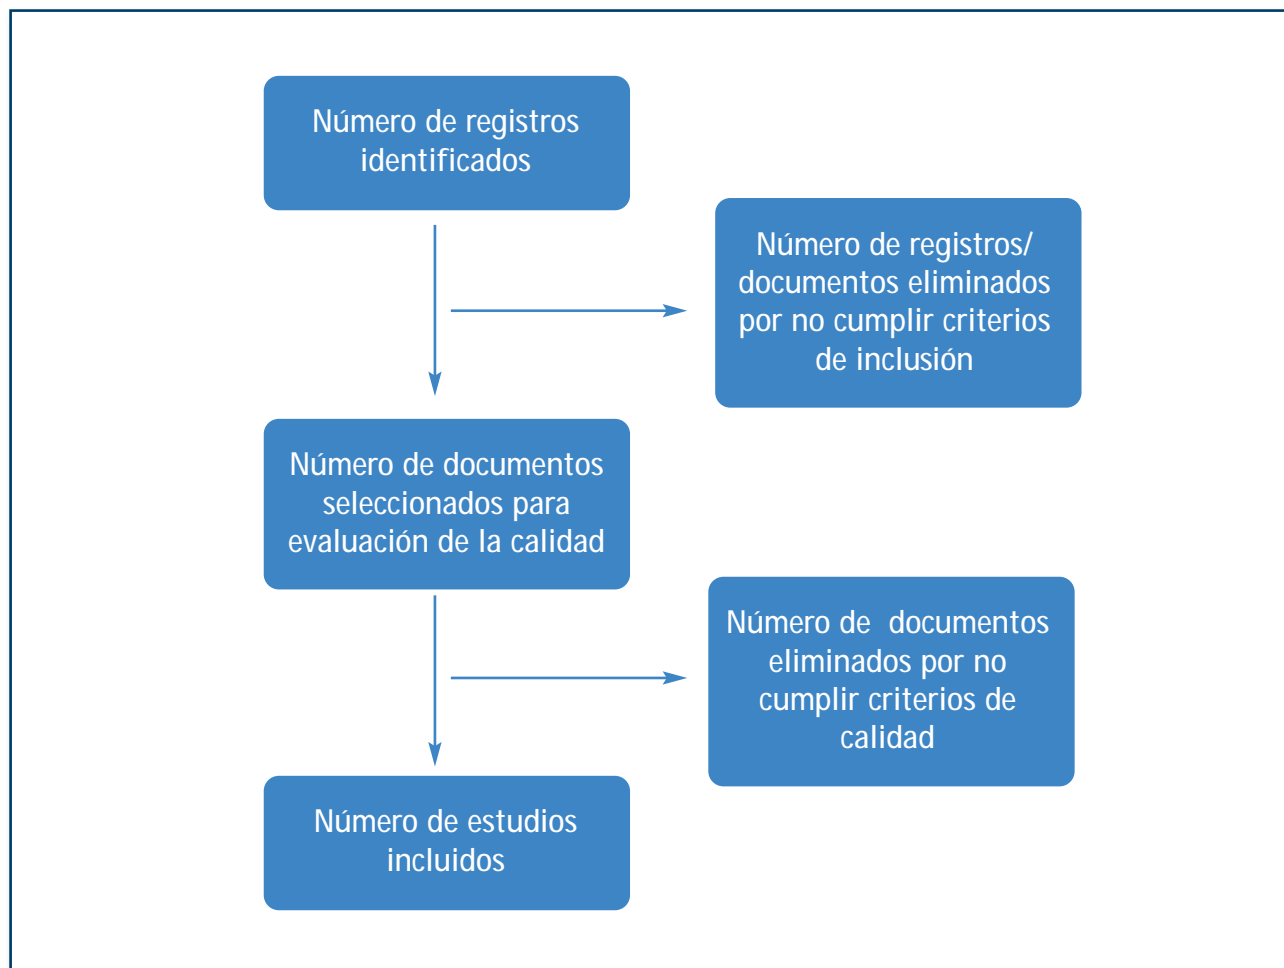 Número de registros
identificados
Número de registros/
documentos eliminados
por no cumplir criterios
de inclusión
Número de documentos
seleccionados para
evaluación de la calidad
Número de  documentos
eliminados por no
cumplir criterios de
calidad
Número de estudios
incluidos